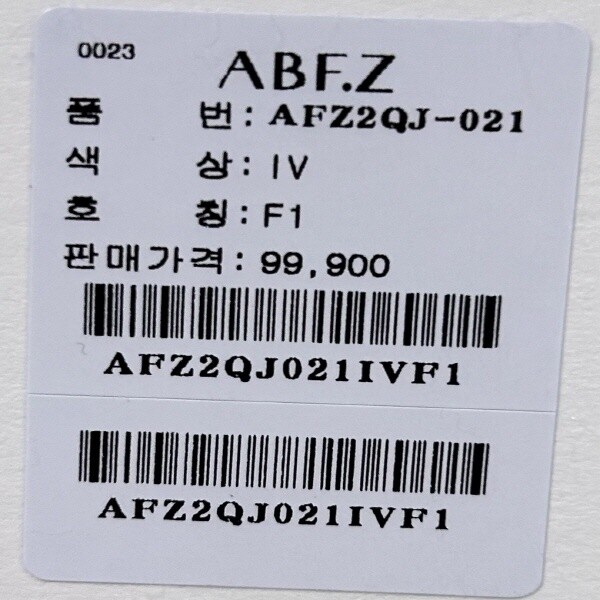 0023
ABF.Z
품 번: AFZ2QJ-021
색 상: IV
호 칭: F1
판매가격: 99,900
AFZ2QJ021IVF1
AFZ2QJ021IVF1